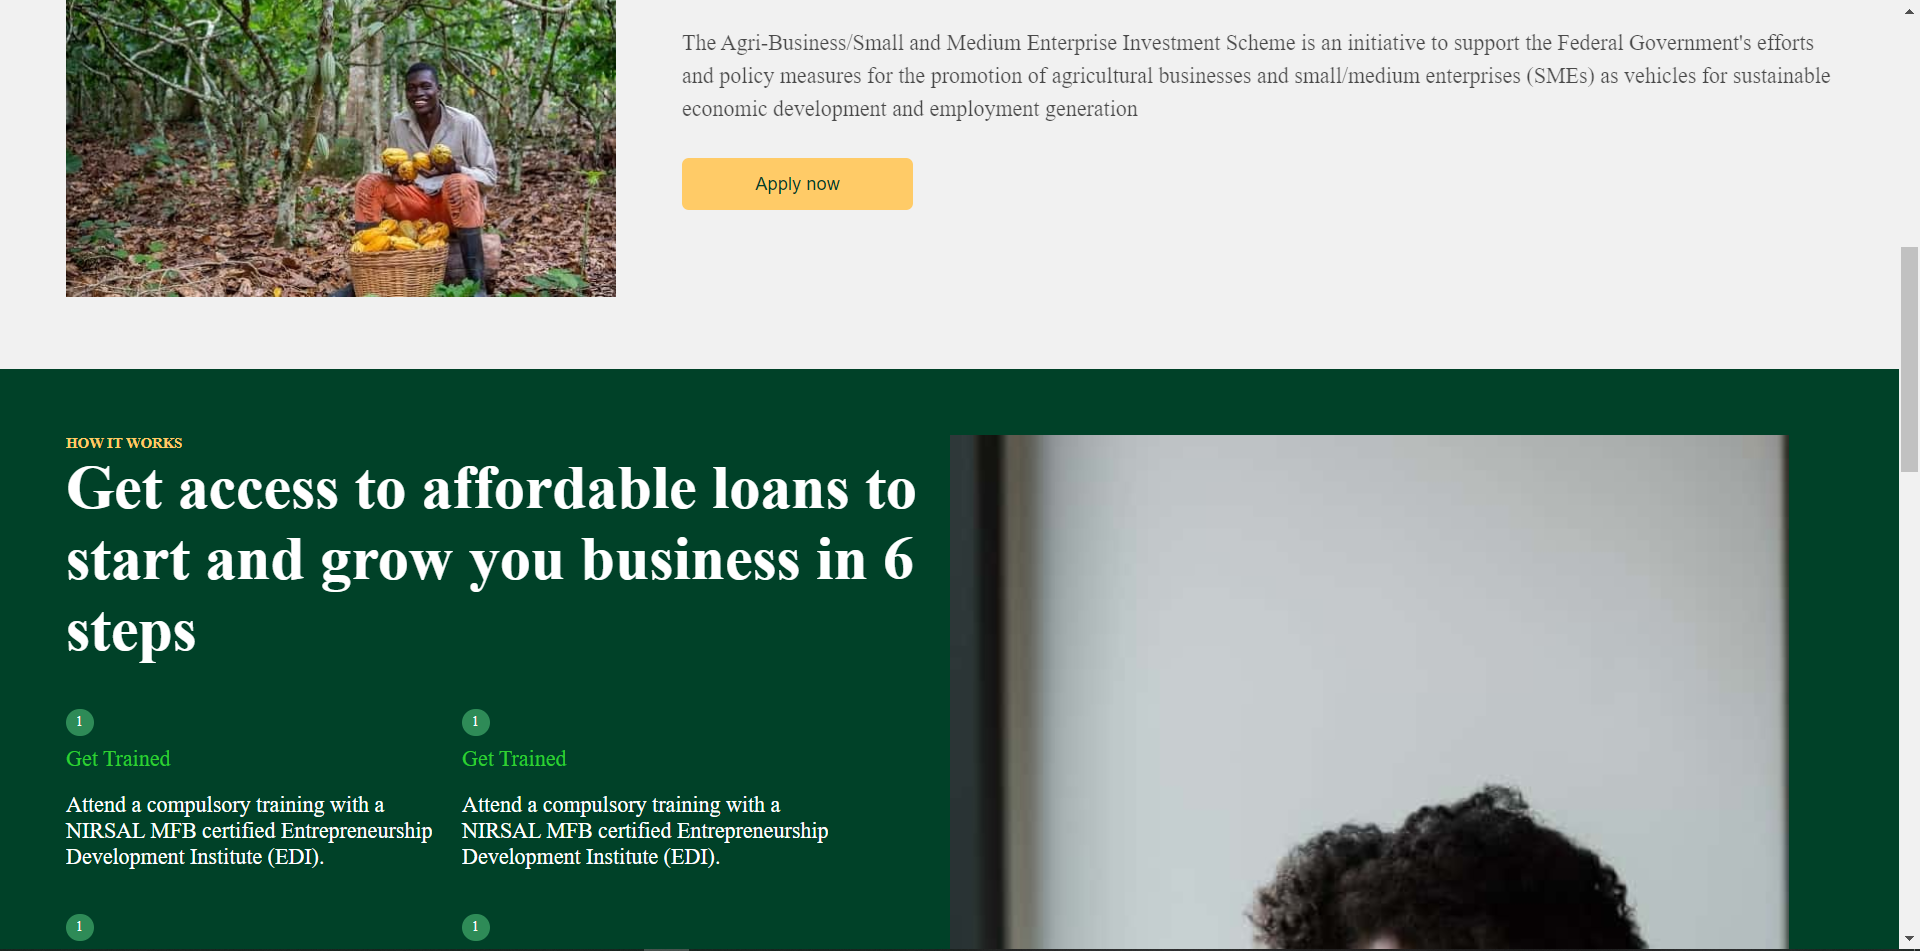 The Agri-Business/Small and Medium Enterprise Investment Scheme is an initiative to support the Federal Government's efforts
and policy measures for the promotion of agricultural businesses and small/medium enterprises (SMEs) as vehicles for sustainable
economic development and employment generation
Apply now
HOW IT WORKS
Get access to affordable loans to
start and grow you business in 6
steps
1
Get Trained
Attend a compulsory training with a
NIRSAL MFB certified Entrepreneurship
Development Institute (EDI).
1
Get Trained
Attend a compulsory training with a
NIRSAL MFB certified Entrepreneurship
Development Institute (EDI).
1
1